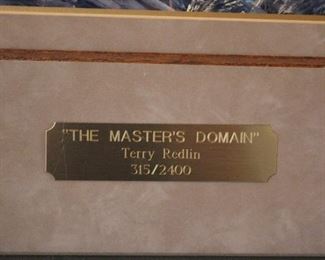 "THE MASTER'S DOMAIN"
Terry Redlin
315/2400